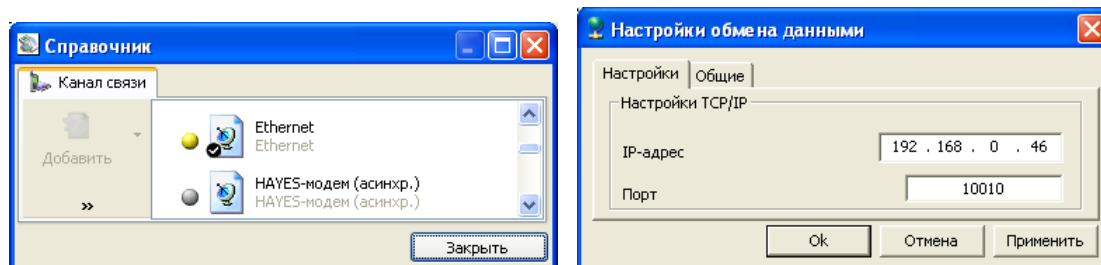 Справочник
Канал связи
Добавить
»
Ethernet
Ethernet
HAYES-модем (асинхр.)
HAYES-модем (асинхр.)
Закрыть
Настройки обмена данными
Настройки Общие
Настройки TCP/IP
IP-адрес 192 . 168 . 0 . 46
Порт 10010
Ok Отмена Применить